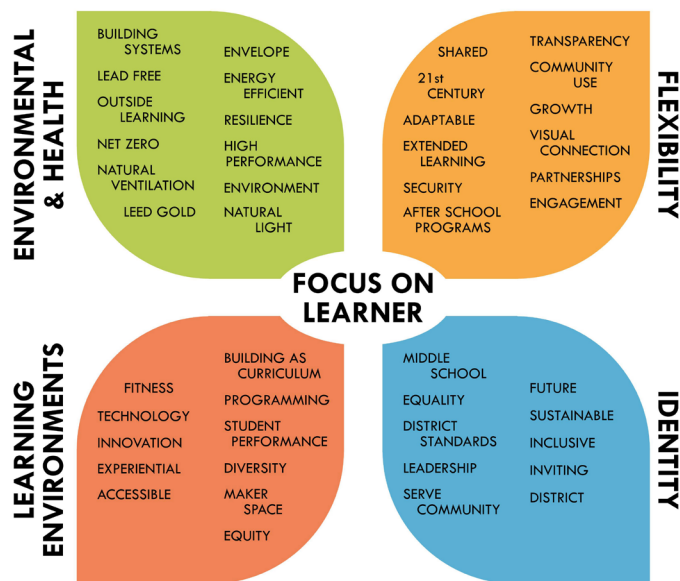 ENVIRONMENTAL
& HEALTH
BUILDING
SYSTEMS
LEAD FREE
OUTSIDE
LEARNING
NET ZERO
NATURAL
VENTILATION
LEED GOLD
ENVELOPE
ENERGY
EFFICIENT
RESILIENCE
HIGH
PERFORMANCE
ENVIRONMENT
NATURAL
LIGHT
SHARED
21st
CENTURY
ADAPTABLE
EXTENDED
LEARNING
SECURITY
AFTER SCHOOL
PROGRAMS
TRANSPARENCY
COMMUNITY
USE
GROWTH
VISUAL
CONNECTION
PARTNERSHIPS
ENGAGEMENT
FLEXIBILITY
FOCUS ON
LEARNER
LEARNING
ENVIRONMENTS
FITNESS
TECHNOLOGY
INNOVATION
EXPERIENTIAL
ACCESSIBLE
BUILDING AS
CURRICULUM
PROGRAMMING
STUDENT
PERFORMANCE
DIVERSITY
MAKER
SPACE
EQUITY
MIDDLE
SCHOOL
EQUALITY
DISTRICT
STANDARDS
LEADERSHIP
SERVE
COMMUNITY
FUTURE
SUSTAINABLE
INCLUSIVE
INVITING
DISTRICT
IDENTITY